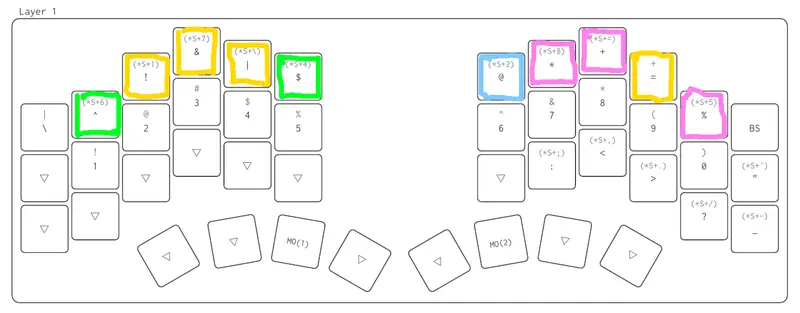 Layer 1
| (*S+6) (*S+1) (*S+7) (*S+\) (*S+4) (*S+2) (*S+8) (*S+=) + (*S+5)
\ ^ ! & | $ @ * + = % BS
! @ # $ % ^ & * ( ) (*S+')
1 2 3 4 5 6 7 8 9 0 "
(*S+;) (*S+,) (*S+.) (*S+/) (*S+-)
: < > ? _
MO(1) MO(2)